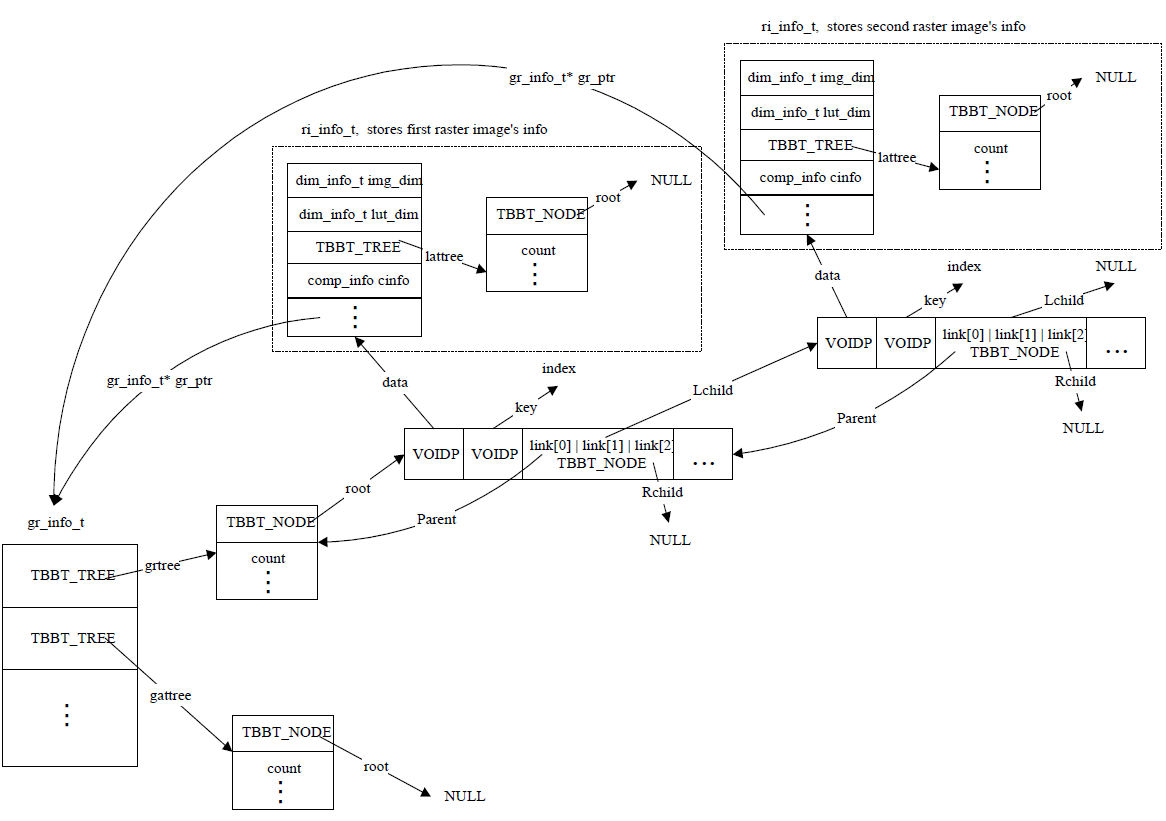 ri_info_t, stores second raster image's info
gr_info_t* gr_ptr
dim_info_t img_dim
NULL
root
dim_info_t lut_dim
TBBT_NODE
ri_info_t, stores first raster image's info
TBBT_TREE
lattree
count
comp_info cinfo
dim_info_t img_dim
NULL
root
dim_info_t lut_dim
TBBT_NODE
TBBT_TREE
lattree
count
comp_info cinfo
data
index
NULL
key
Lchild
VOIDP
VOIDP
link[0] | link[1] | link[2]
TBBT_NODE
...
gr_info_t* gr_ptr
data
index
key
Lchild
Rchild
Parent
NULL
VOIDP
VOIDP
link[0] | link[1] | link[2]
TBBT_NODE
...
root
Rchild
Parent
NULL
gr_info_t
TBBT_NODE
count
TBBT_TREE
grtree
TBBT_TREE
gattree
TBBT_NODE
count
root
NULL